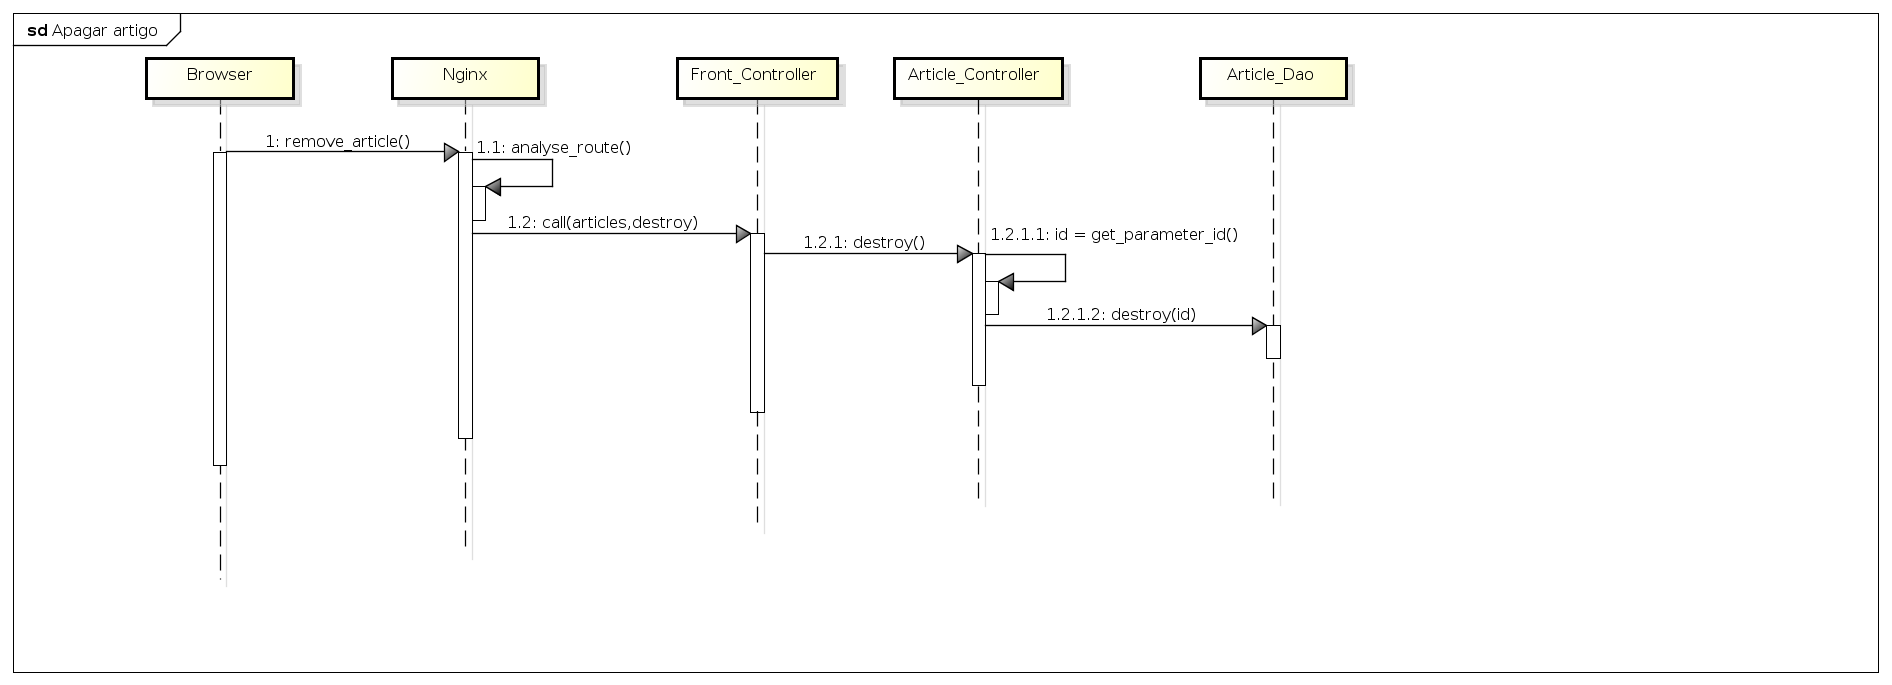 sd Apagar artigo
Browser
Nginx
Front_Controller
Article_Controller
Article_Dao
1: remove_article()
1.1: analyse_route()
1.2: call(articles,destroy)
1.2.1: destroy()
1.2.1.1: id = get_parameter_id()
1.2.1.2: destroy(id)